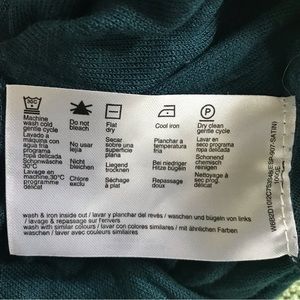 30°C
P
Machine
wash cold
gentle cycle
Lavado a
máquina con
agua fría
programa
ropa delicada
Schonwäsche
30°C
Lavage en
machine,30°C
programme
délicat
Do not
bleach
No usar
lejía
Nicht
bleichen
Chlore
exclu
Flat
dry
Secar
sobre una
superficie
plana
Liegend
trocknen
Séchage
à plat
Cool iron
Planchar a
temperatura
fría
Bei niedriger
Hitze bügeln
Repassage
doux
Dry clean
gentle cycle
Lavar en
seco programa
ropa delicada
Schonend
chemisch
reinigen
Nettoyage
à sec
délicat
wash & iron inside out / lavar y planchar del revés / waschen und bügeln von links
/ lavage & repassage sur l'envers
wash with similar colours / lavar con colores similares / mit ähnlichen Farben
waschen / laver avec couleurs similaires